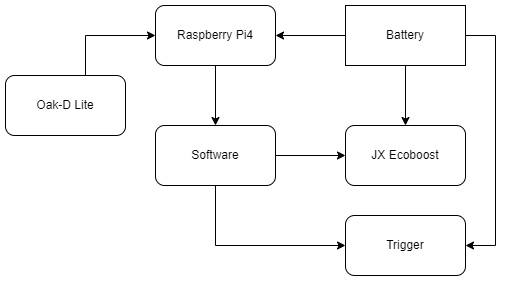 Raspberry Pi4
Battery
Oak-D Lite
Software
JX Ecoboost
Trigger